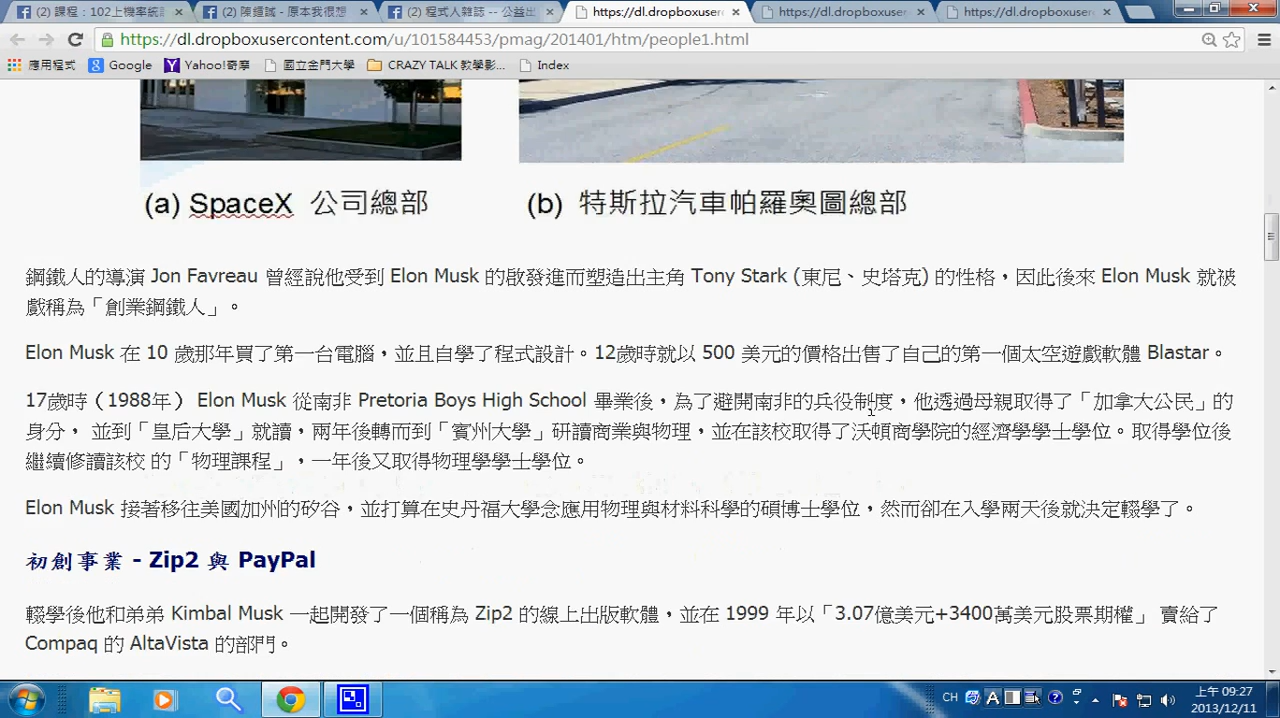 (2) 課程：102上機率統計
(2) 陳鍾誠 - 原本我很想
(2) 程式人雜誌 -- 公益出
https://dl.dropboxuser
https://dl.dropboxusercon
https://dl.dropboxusercon
https://dl.dropboxusercontent.com/u/101584453/pmag/201401/htm/people1.html
應用程式 Google Yahoo!奇摩 國立金門大學 CRAZY TALK 教學影... Index
(a) SpaceX 公司總部
(b) 特斯拉汽車帕羅奧圖總部
鋼鐵人的導演 Jon Favreau 曾經說他受到 Elon Musk 的啟發進而塑造出主角 Tony Stark (東尼、史塔克) 的性格，因此後來 Elon Musk 就被
戲稱為「創業鋼鐵人」。
Elon Musk 在 10 歲那年買了第一台電腦，並且自學了程式設計。12歲時就以 500 美元的價格出售了自己的第一個太空遊戲軟體 Blastar。
17歲時（1988年） Elon Musk 從南非 Pretoria Boys High School 畢業後，為了避開南非的兵役制度，他透過母親取得了「加拿大公民」的
身分， 並到「皇后大學」就讀，兩年後轉而到「賓州大學」研讀商業與物理，並在該校取得了沃頓商學院的經濟學學士學位。取得學位後
繼續修讀該校 的「物理課程」，一年後又取得物理學學士學位。
Elon Musk 接著移往美國加州的矽谷，並打算在史丹福大學念應用物理與材料科學的碩博士學位，然而卻在入學兩天後就決定輟學了。
初創事業 - Zip2 與 PayPal
輟學後他和弟弟 Kimbal Musk 一起開發了一個稱為 Zip2 的線上出版軟體，並在 1999 年以「3.07億美元+3400萬美元股票期權」 賣給了
Compaq 的 AltaVista 的部門。
CH
A
上午 09:27
2013/12/11